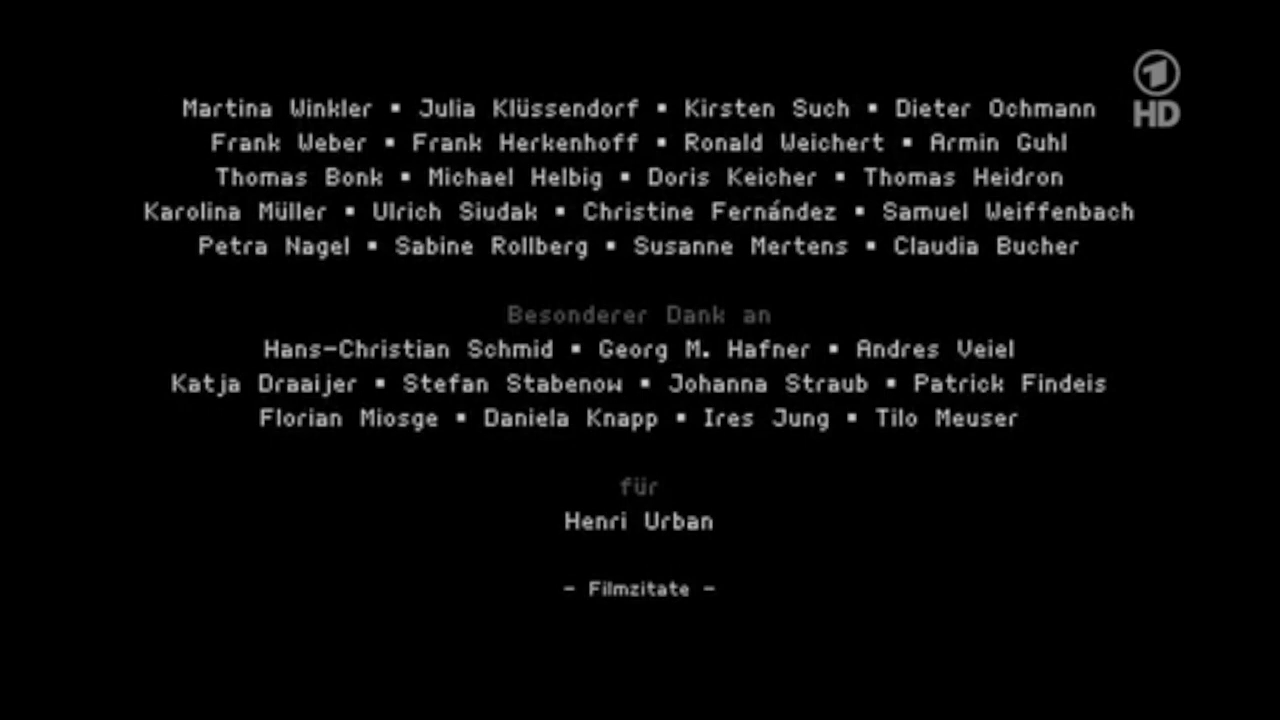 Martina Winkler ▪ Julia Klüssendorf ▪ Kirsten Such ▪ Dieter Ochmann
Frank Weber ▪ Frank Herkenhoff ▪ Ronald Weichert ▪ Armin Guhl
Thomas Bonk ▪ Michael Helbig ▪ Doris Keicher ▪ Thomas Heidron
Karolina Müller ▪ Ulrich Siudak ▪ Christine Fernández ▪ Samuel Weiffenbach
Petra Nagel ▪ Sabine Rollberg ▪ Susanne Mertens ▪ Claudia Bucher
Besonderer Dank an
Hans-Christian Schmid ▪ Georg M. Hafner ▪ Andres Veiel
Katja Draaijer ▪ Stefan Stabenow ▪ Johanna Straub ▪ Patrick Findeis
Florian Miosge ▪ Daniela Knapp ▪ Ires Jung ▪ Tilo Meuser
für
Henri Urban
- Filmzitate -
1
HD